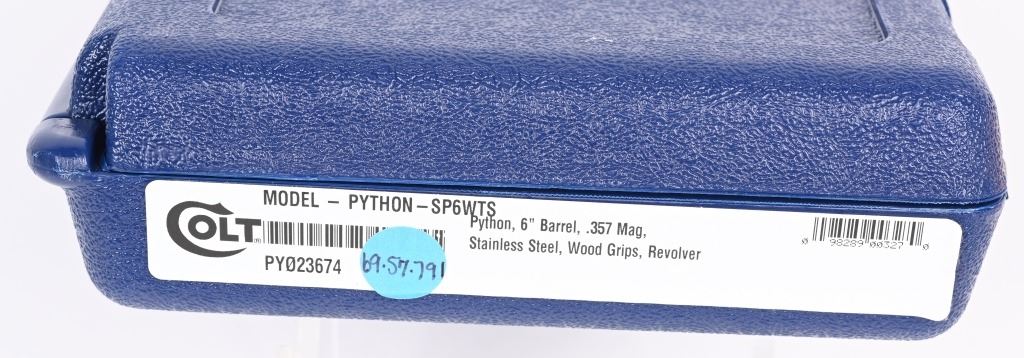 MODEL – PYTHON–SP6WTS
COLT®
PYØ23674
69.57.791
Python, 6" Barrel, .357 Mag,
Stainless Steel, Wood Grips, Revolver
0 98289 00327 0